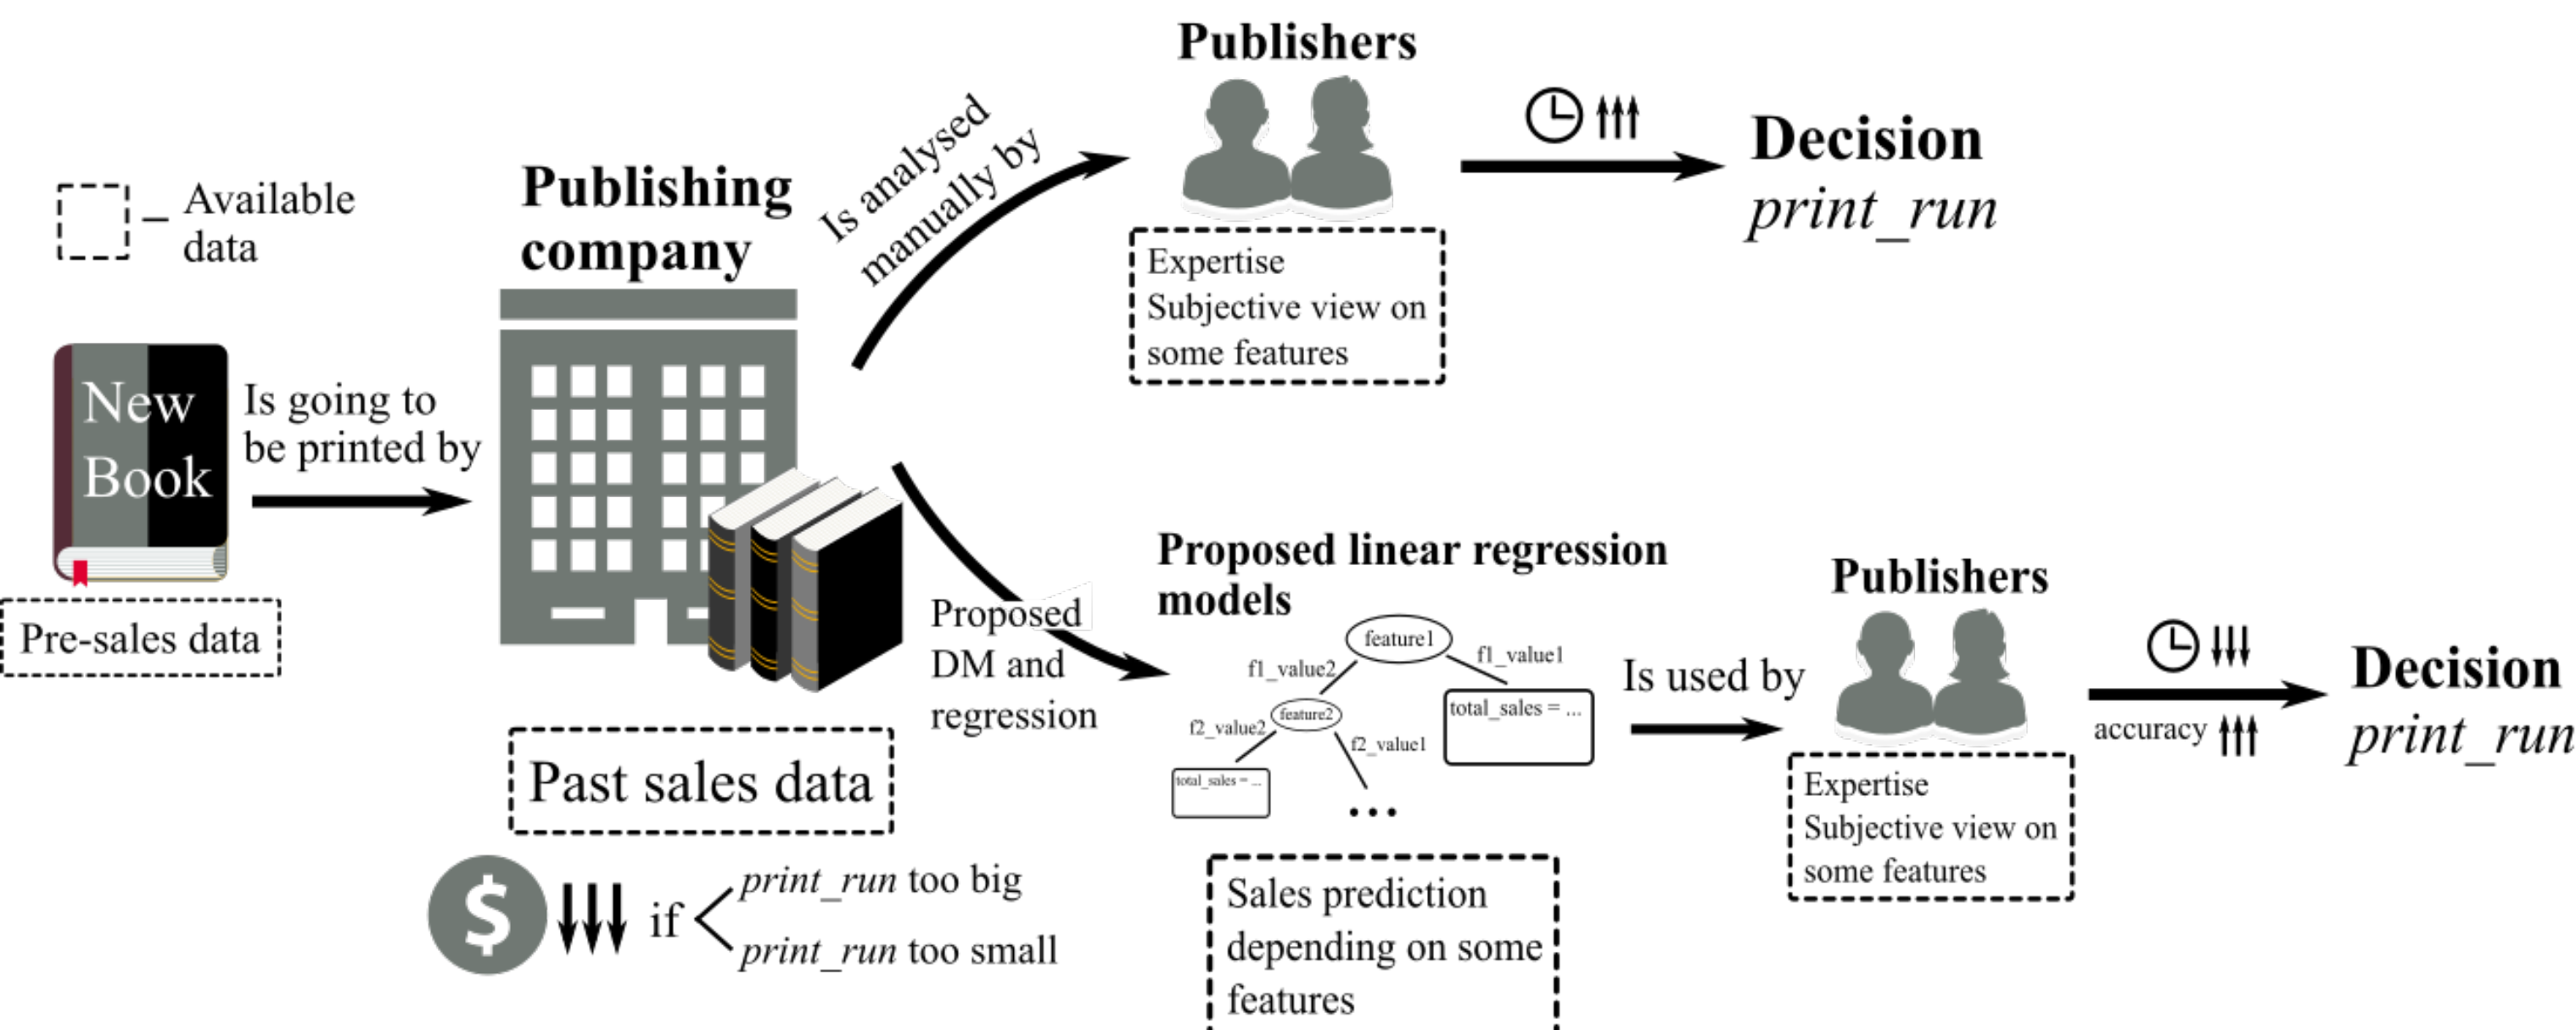 – Available
data
New
Book
Is going to
be printed by
Pre-sales data
Publishing
company
Past sales data
$
if
print_run too big
print_run too small
Is analysed
manually by
Publishers
Expertise
Subjective view on
some features
Decision
print_run
Proposed
DM and
regression
Proposed linear regression
models
feature1
f1_value2
f1_value1
feature2
total_sales = ...
f2_value2
f2_value1
total_sales = ...
...
Sales prediction
depending on some
features
Is used by
Publishers
Expertise
Subjective view on
some features
accuracy
Decision
print_run